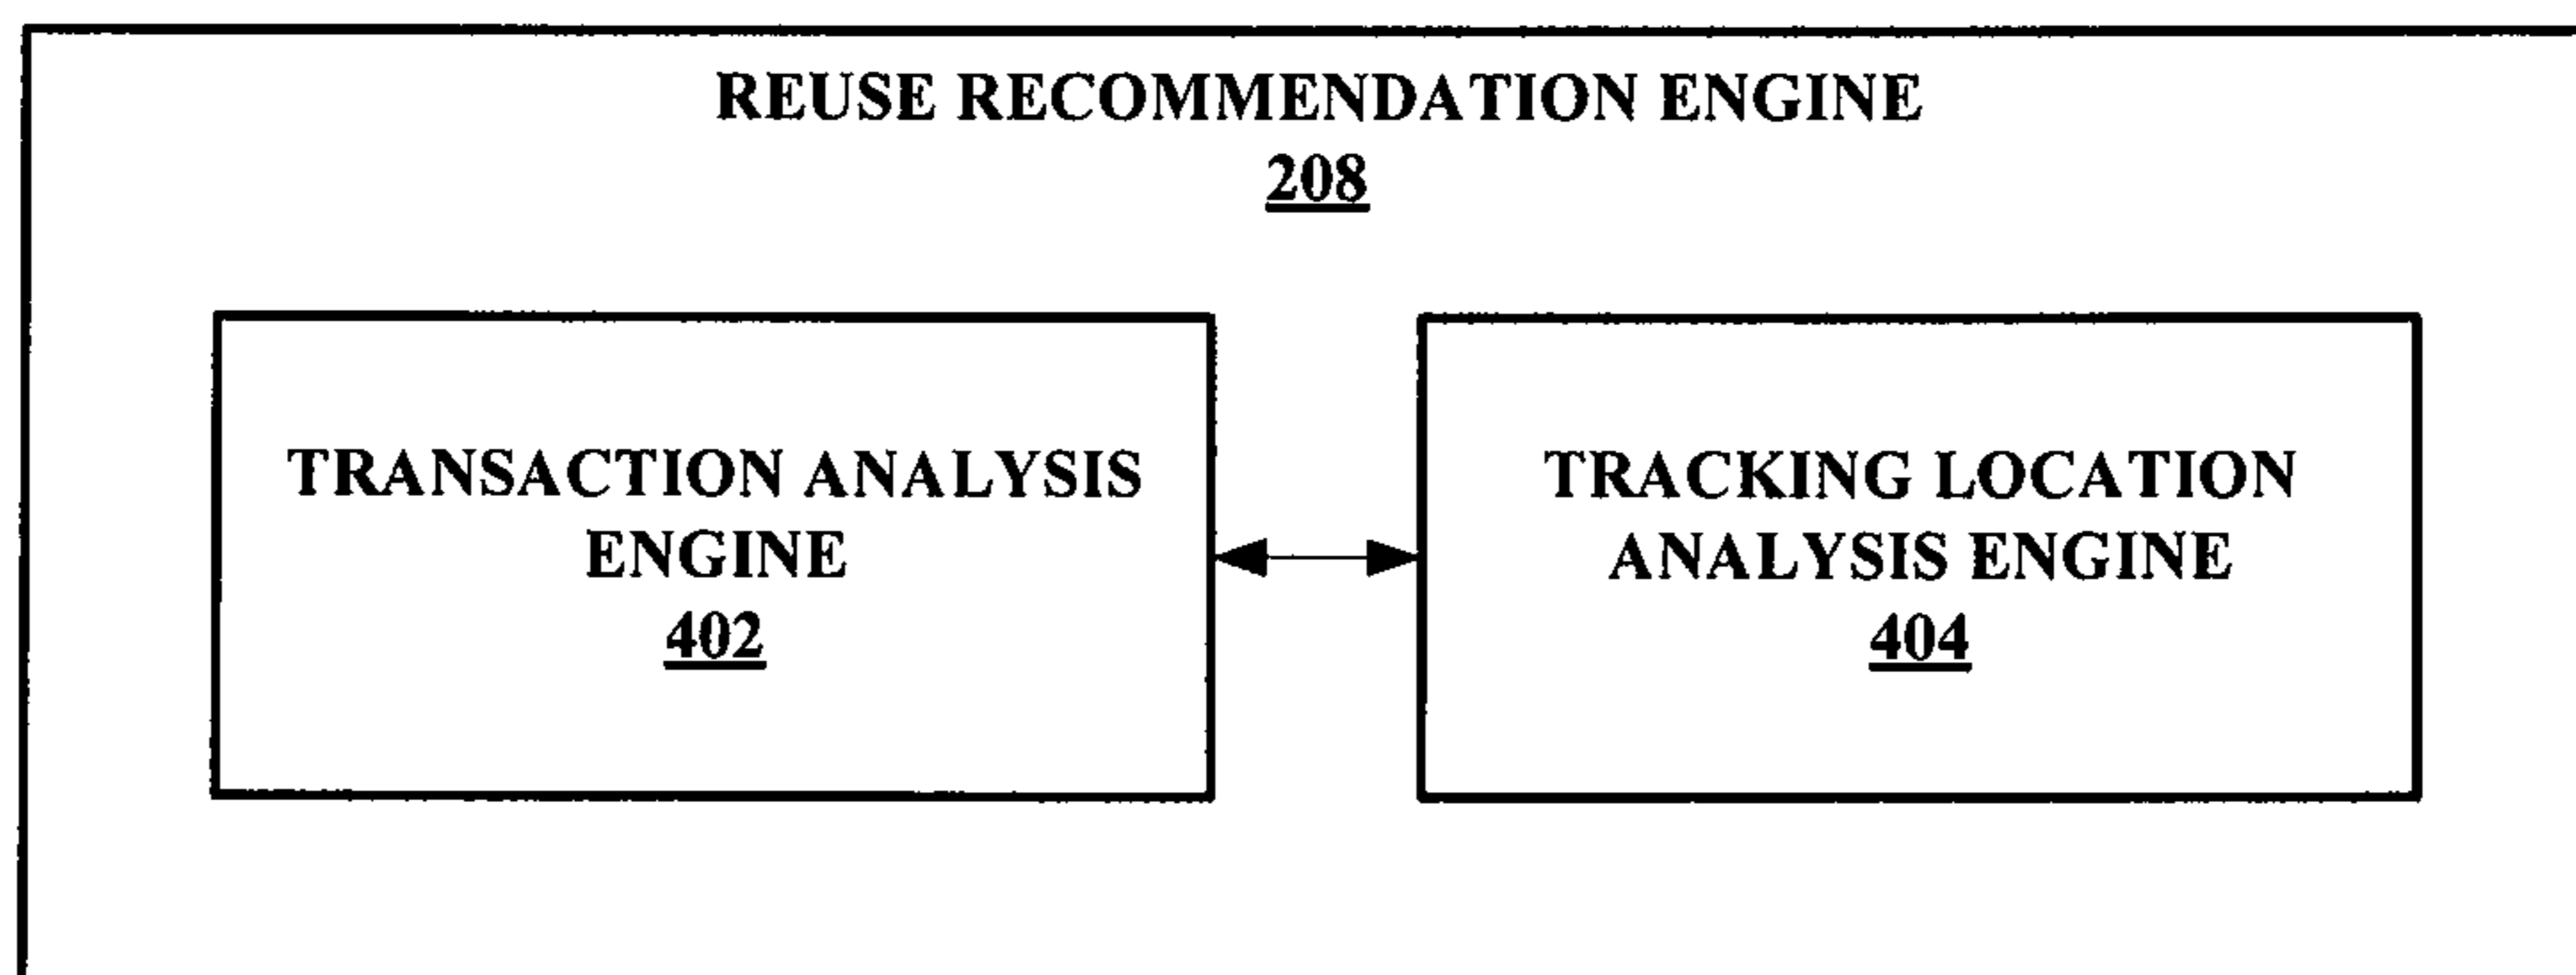 REUSE RECOMMENDATION ENGINE
208
TRANSACTION ANALYSIS
ENGINE
402
TRACKING LOCATION
ANALYSIS ENGINE
404